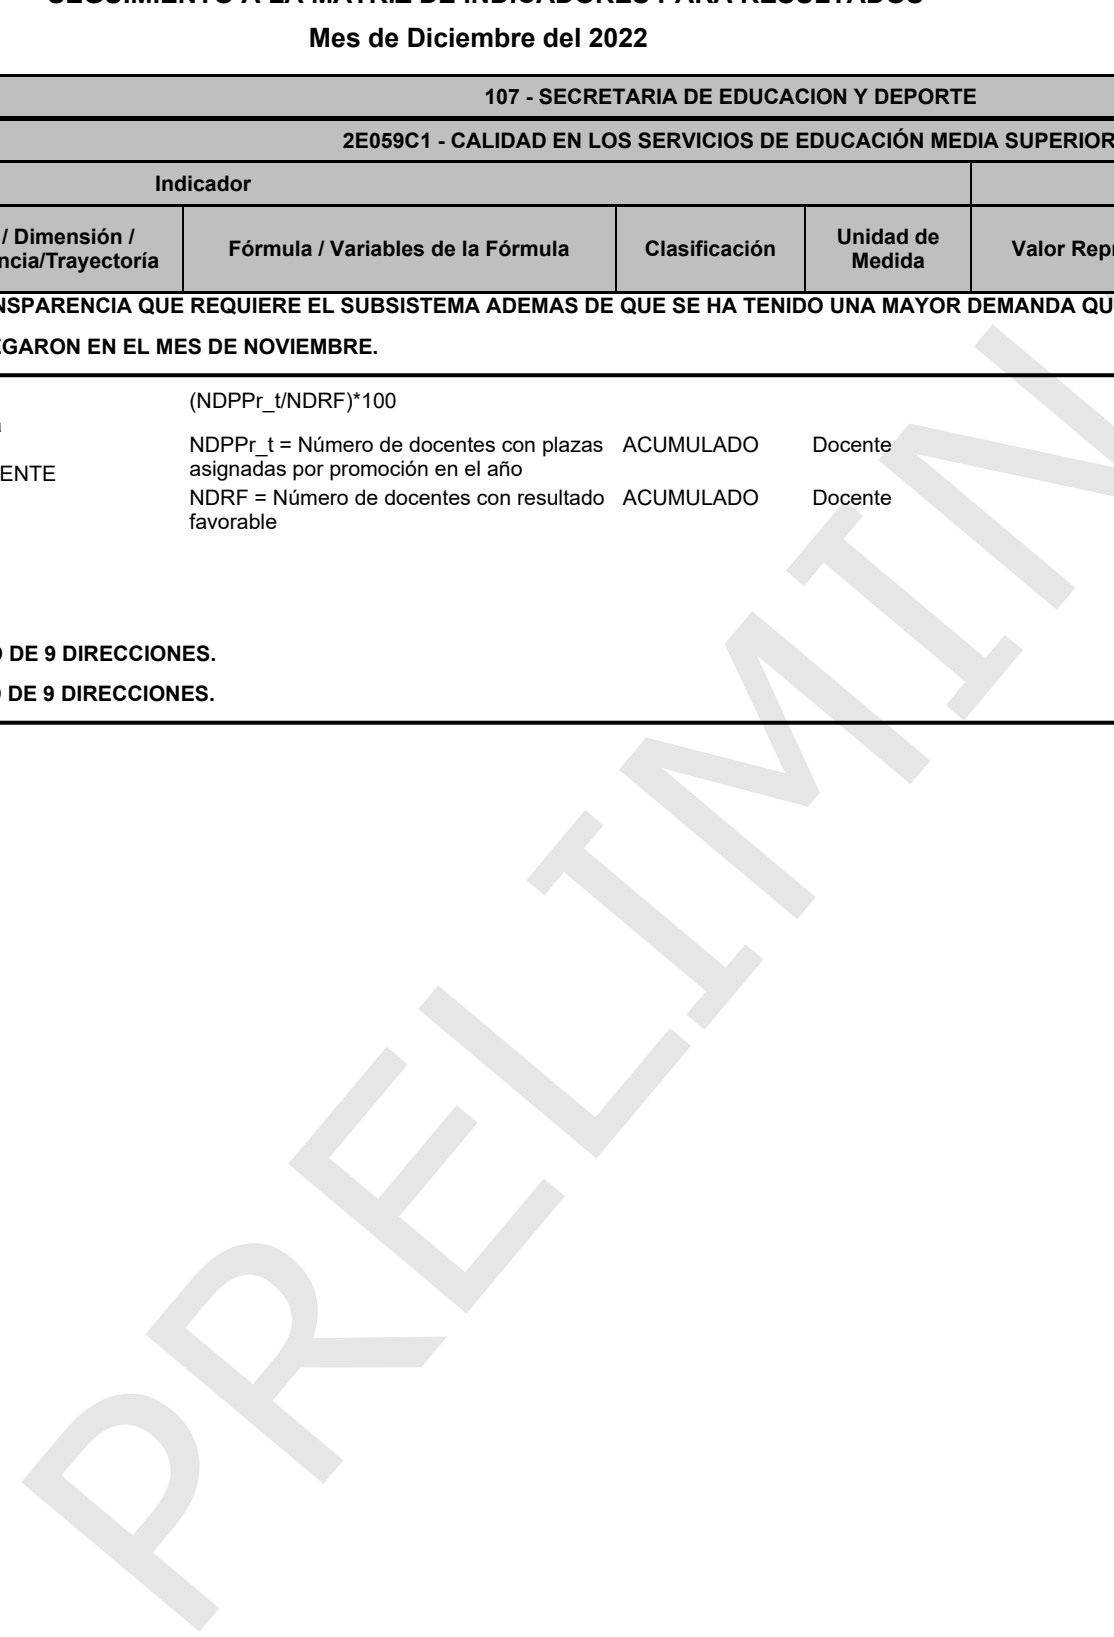 SEGUIMIENTO A LA MATRIZ DE INDICADORES PARA RESULTADOS
Mes de Diciembre del 2022
107 - SECRETARIA DE EDUCACION Y DEPORTE
2E059C1 - CALIDAD EN LOS SERVICIOS DE EDUCACIÓN MEDIA SUPERIOR
Indicador
/ Dimensión /
ncia/Trayectoría
Fórmula / Variables de la Fórmula
Clasificación
Unidad de
Medida
Valor Repr
NSPARENCIA QUE REQUIERE EL SUBSISTEMA ADEMAS DE QUE SE HA TENIDO UNA MAYOR DEMANDA QU
EGARON EN EL MES DE NOVIEMBRE.
(NDPPr_t/NDRF)*100
ENTE
NDPPr_t = Número de docentes con plazas ACUMULADO Docente
asignadas por promoción en el año
NDRF = Número de docentes con resultado ACUMULADO Docente
favorable
DE 9 DIRECCIONES.
DE 9 DIRECCIONES.
PRELIMIN